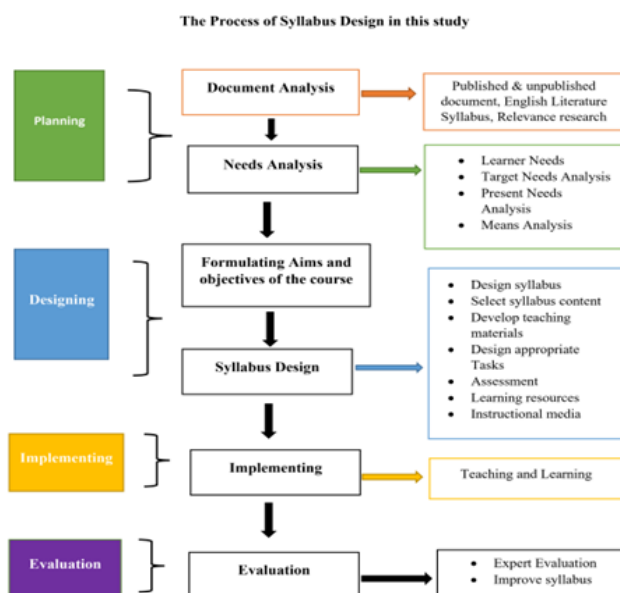 The Process of Syllabus Design in this study
Planning
Document Analysis
Published & unpublished
document, English Literature
Syllabus, Relevance research
Needs Analysis
• Learner Needs
• Target Needs Analysis
• Present Needs
Analysis
• Means Analysis
Designing
Formulating Aims and
objectives of the course
Syllabus Design
• Design syllabus
• Select syllabus content
• Develop teaching
materials
• Design appropriate
Tasks
• Assessment
• Learning resources
• Instructional media
Implementing
Implementing
Teaching and Learning
Evaluation
Evaluation
• Expert Evaluation
• Improve syllabus